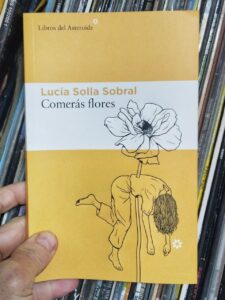 Libros del Asteroide
Lucía Solla Sobral
Comerás flores